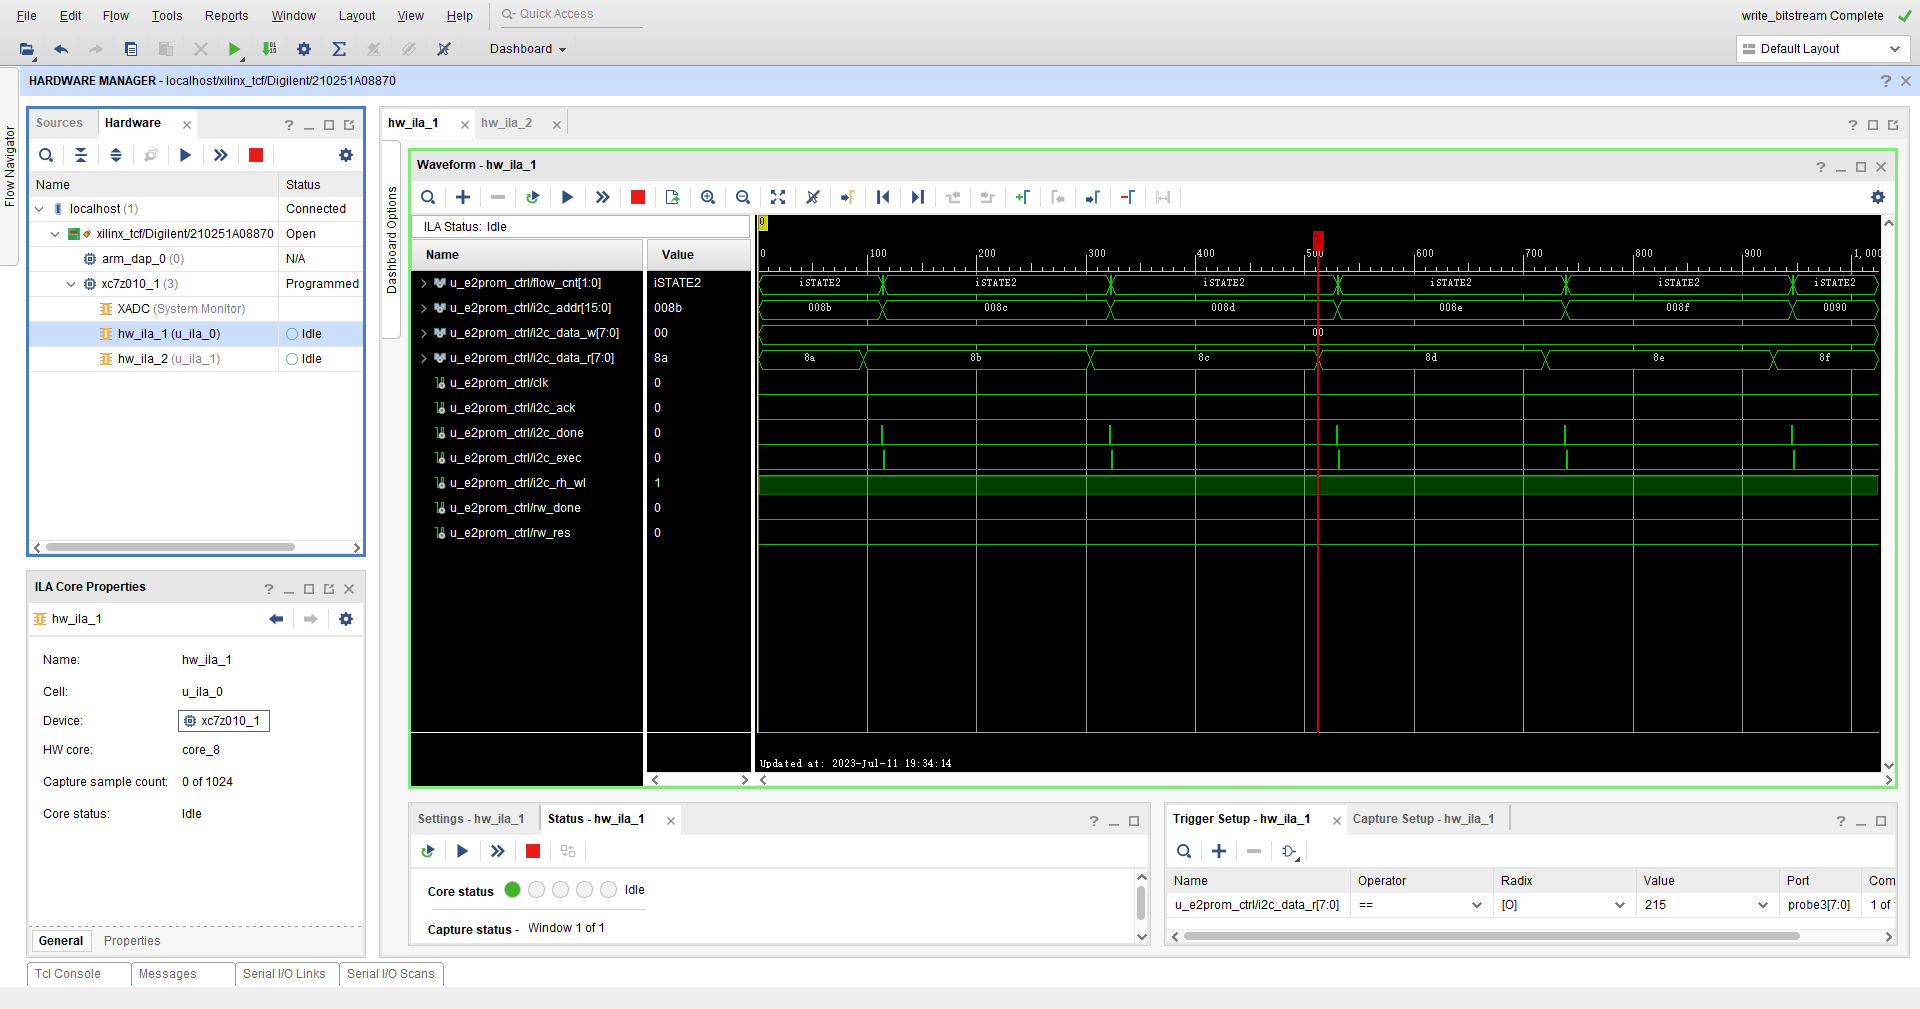 File Edit Flow Tools Reports Window Layout View Help Quick Access write_bitstream Complete
Dashboard Default Layout
HARDWARE MANAGER - localhost/xilinx_tcf/Digilent/210251A08870
Flow Navigator
Sources Hardware
Name Status
localhost (1) Connected
xilinx_tcf/Digilent/210251A08870 Open
arm_dap_0 (0) N/A
xc7z010_1 (3) Programmed
XADC (System Monitor)
hw_ila_1 (u_ila_0) Idle
hw_ila_2 (u_ila_1) Idle
ILA Core Properties
hw_ila_1
Name: hw_ila_1
Cell: u_ila_0
Device: xc7z010_1
HW core: core_8
Capture sample count: 0 of 1024
Core status: Idle
General Properties
hw_ila_1 hw_ila_2
Dashboard Options
Waveform - hw_ila_1
ILA Status: Idle
Name Value
u_e2prom_ctrl/flow_cnt[1:0] iSTATE2
u_e2prom_ctrl/i2c_addr[15:0] 008b
u_e2prom_ctrl/i2c_data_w[7:0] 00
u_e2prom_ctrl/i2c_data_r[7:0] 8a
u_e2prom_ctrl/clk 0
u_e2prom_ctrl/i2c_ack 0
u_e2prom_ctrl/i2c_done 0
u_e2prom_ctrl/i2c_exec 0
u_e2prom_ctrl/i2c_rh_wl 1
u_e2prom_ctrl/rw_done 0
u_e2prom_ctrl/rw_res 0
0
0 100 200 300 400 500 600 700 800 900 1,000
iSTATE2 iSTATE2 iSTATE2 iSTATE2 iSTATE2 iSTATE2
008b 008c 008d 008e 008f 0090
00
8a 8b 8c 8d 8e 8f
Updated at: 2023-Jul-11 19:34:14
Settings - hw_ila_1 Status - hw_ila_1
Core status Idle
Capture status - Window 1 of 1
Trigger Setup - hw_ila_1 Capture Setup - hw_ila_1
Name Operator Radix Value Port Com
u_e2prom_ctrl/i2c_data_r[7:0] == [O] 215 probe3[7:0] 1 of
Tcl Console Messages Serial I/O Links Serial I/O Scans